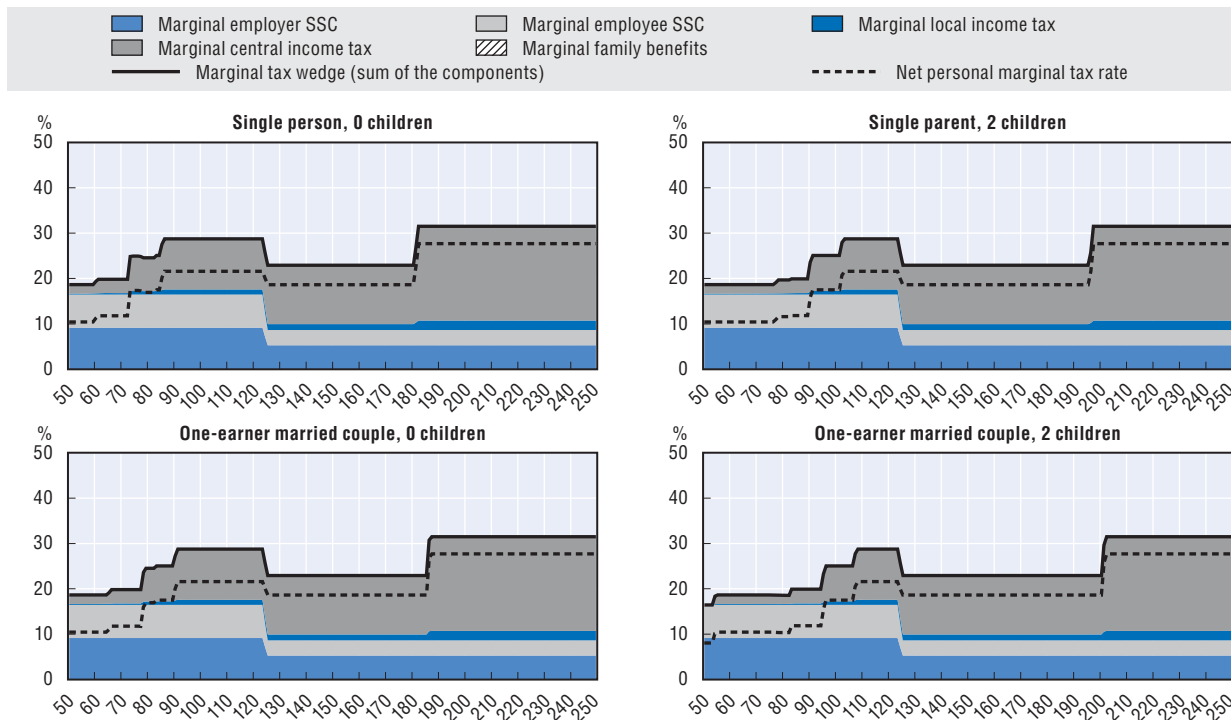 Marginal employer SSC Marginal employee SSC Marginal local income tax
Marginal central income tax Marginal family benefits
Marginal tax wedge (sum of the components) Net personal marginal tax rate
% Single person, 0 children
50
40
30
20
10
0
50 60 70 80 90 100 110 120 130 140 150 160 170 180 190 200 210 220 230 240 250
% Single parent, 2 children
50
40
30
20
10
0
50 60 70 80 90 100 110 120 130 140 150 160 170 180 190 200 210 220 230 240 250
% One-earner married couple, 0 children
50
40
30
20
10
0
50 60 70 80 90 100 110 120 130 140 150 160 170 180 190 200 210 220 230 240 250
% One-earner married couple, 2 children
50
40
30
20
10
0
50 60 70 80 90 100 110 120 130 140 150 160 170 180 190 200 210 220 230 240 250